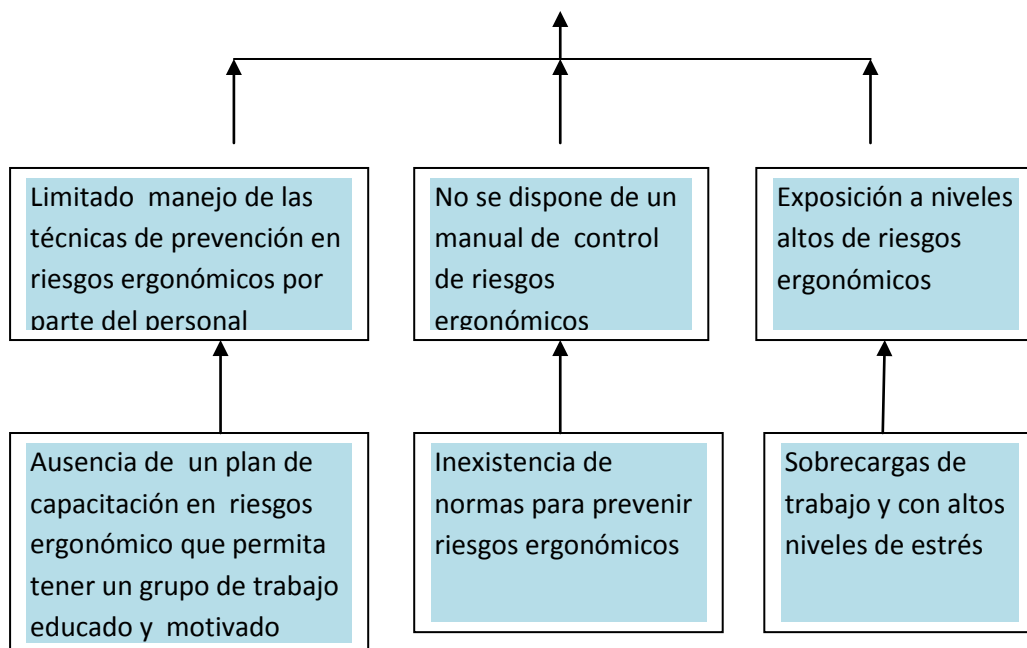 Limitado manejo de las
técnicas de prevención en
riesgos ergonómicos por
parte del personal
No se dispone de un
manual de control
de riesgos
ergonómicos
Exposición a niveles
altos de riesgos
ergonómicos
Ausencia de un plan de
capacitación en riesgos
ergonómico que permita
tener un grupo de trabajo
educado y motivado
Inexistencia de
normas para prevenir
riesgos ergonómicos
Sobrecargas de
trabajo y con altos
niveles de estrés